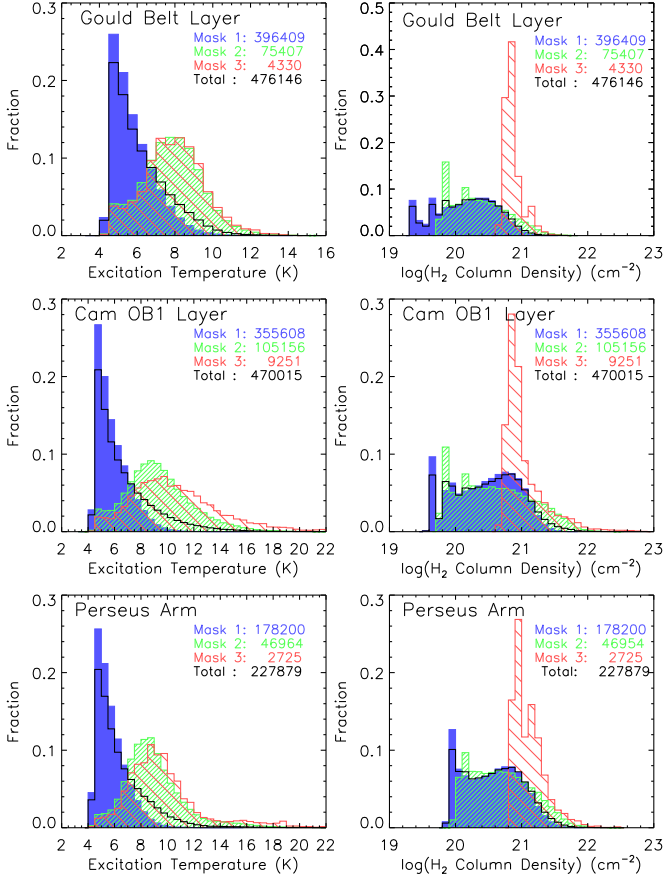 Gould Belt Layer
Mask 1: 396409
Mask 2: 75407
Mask 3: 4330
Total : 476146
Fraction
0.3
0.2
0.1
0.0
2 4 6 8 10 12 14 16
Excitation Temperature (K)
Gould Belt Layer
Mask 1: 396409
Mask 2: 75407
Mask 3: 4330
Total : 476146
Fraction
0.5
0.4
0.3
0.2
0.1
0.0
19 20 21 22 23
log(H₂ Column Density) (cm⁻²)
Cam OB1 Layer
Mask 1: 355608
Mask 2: 105156
Mask 3: 9251
Total : 470015
Fraction
0.3
0.2
0.1
0.0
2 4 6 8 10 12 14 16 18 20 22
Excitation Temperature (K)
Cam OB1 Layer
Mask 1: 355608
Mask 2: 105156
Mask 3: 9251
Total : 470015
Fraction
0.3
0.2
0.1
0.0
19 20 21 22 23
log(H₂ Column Density) (cm⁻²)
Perseus Arm
Mask 1: 178200
Mask 2: 46964
Mask 3: 2725
Total : 227879
Fraction
0.3
0.2
0.1
0.0
2 4 6 8 10 12 14 16 18 20 22
Excitation Temperature (K)
Perseus Arm
Mask 1: 178200
Mask 2: 46954
Mask 3: 2725
Total: 227879
Fraction
0.3
0.2
0.1
0.0
19 20 21 22 23
log(H₂ Column Density) (cm⁻²)